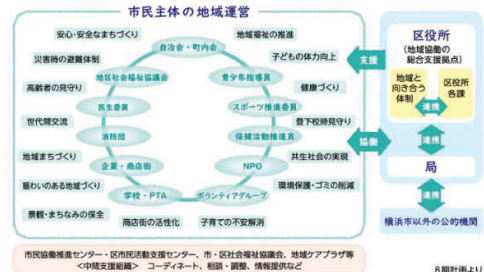 市民主体の地域運営
安心・安全なまちづくり
地域福祉の推進
自治会・町内会
災害時の避難体制
子どもの体力向上
地区社会福祉協議会
青少年指導員
高齢者の見守り
健康づくり
民生委員
スポーツ推進委員
世代間交流
登下校時見守り
消防団
保健活動推進員
地域まちづくり
共生社会の実現
企業・商店街
NPO
賑わいのある地域づくり
環境保護・ゴミの削減
学校・PTA
ボランティアグループ
景観・まちなみの保全
商店街の活性化
子育ての不安解消
支援
協働
区役所
(地域協働の
総合支援拠点)
地域と
向き合う
体制
区役所
各課
連携
連携
局
連携
横浜市以外の公的機関
市民協働推進センター・区市民活動支援センター、市・区社会福祉協議会、地域ケアプラザ等
<中間支援組織> コーディネート、相談・調整、情報提供など
8期計画より